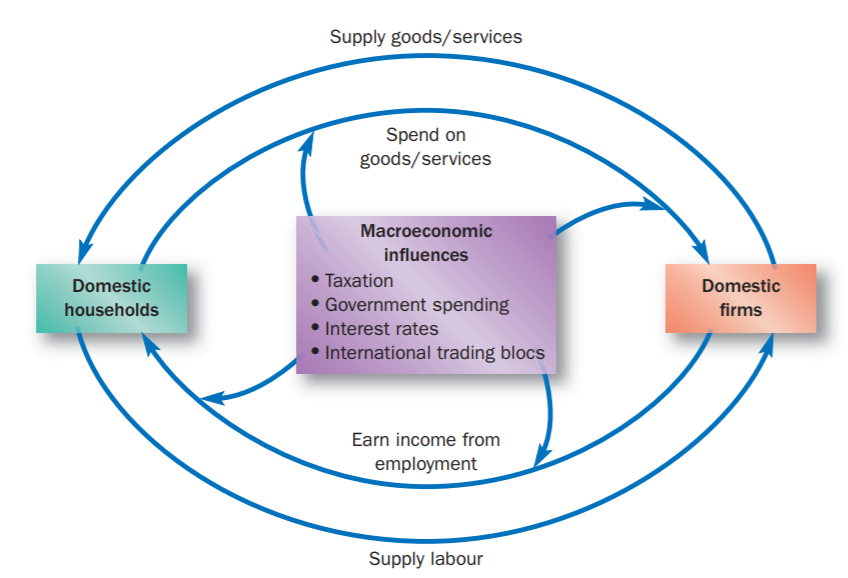 Supply goods/services
Spend on
goods/services
Macroeconomic
influences
• Taxation
• Government spending
• Interest rates
• International trading blocs
Domestic
households
Domestic
firms
Earn income from
employment
Supply labour